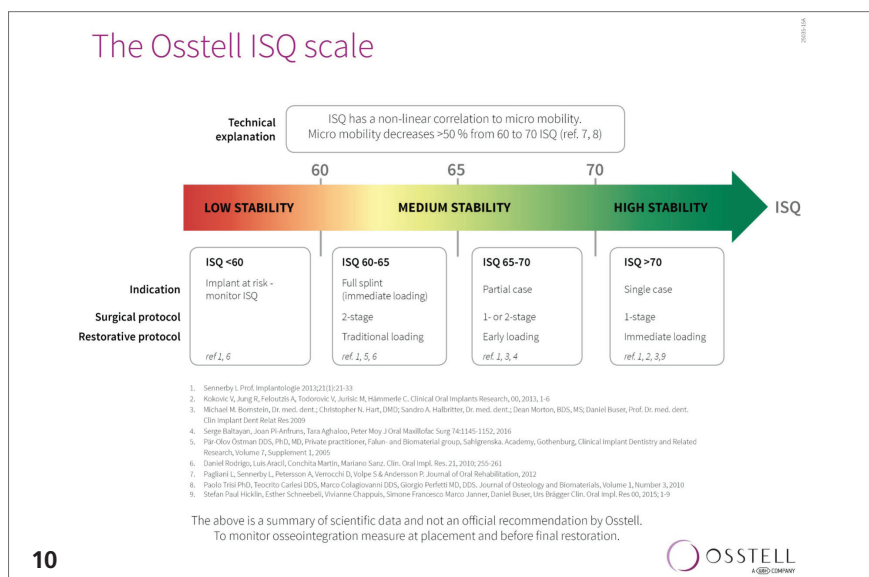 The Osstell ISQ scale
25035-15A
Technical
explanation
ISQ has a non-linear correlation to micro mobility.
Micro mobility decreases >50 % from 60 to 70 ISQ (ref. 7, 8)
60
65
70
LOW STABILITY
MEDIUM STABILITY
HIGH STABILITY
ISQ
Indication
Surgical protocol
Restorative protocol
ISQ <60
Implant at risk -
monitor ISQ
ref 1, 6
ISQ 60-65
Full splint
(immediate loading)
2-stage
Traditional loading
ref. 1, 5, 6
ISQ 65-70
Partial case
1- or 2-stage
Early loading
ref. 1, 3, 4
ISQ >70
Single case
1-stage
Immediate loading
ref. 1, 2, 3,9
1. Sennerby L Prof. Implantologie 2013;21(1):21-33
2. Kokovic V, Jung R, Feloutzis A, Todorovic V, Jurisic M, Hämmerle C, Clinical Oral Implants Research, 00, 2013, 1-6
3. Michael M. Bornstein, Dr. med. dent.; Christopher N. Hart, DMD; Sandro A. Halbritter, Dr. med. dent.; Dean Morton, BDS, MS; Daniel Buser, Prof. Dr. med. dent.
Clin Implant Dent Relat Res 2009
4. Serge Baltayan, Joan Pi-Anfruns, Tara Aghaloo, Peter Moy J Oral Maxillofac Surg 74:1145-1152, 2016
5. Pär-Olov Östman DDS, PhD, MD, Private practitioner, Falun- and Biomaterial group, Sahlgrenska. Academy, Gothenburg, Clinical Implant Dentistry and Related
Research, Volume 7, Supplement 1, 2005
6. Daniel Rodrigo, Luis Aracil, Conchita Martin, Mariano Sanz. Clin. Oral Impl. Res. 21, 2010; 255-261
7. Pagliani L, Sennerby L, Petersson A, Verrocchi D, Volpe S & Andersson P. Journal of Oral Rehabilitation, 2012
8. Paolo Trisi PhD, Teocrito Carlesi DDS, Marco Colagiovanni DDS, Giorgio Perfetti MD, DDS. Journal of Osteology and Biomaterials, Volume 1, Number 3, 2010
9. Stefan Paul Hicklin, Esther Schneebeli, Vivianne Chappuis, Simone Francesco Marco Janner, Daniel Buser, Urs Brägger Clin. Oral Impl. Res 00, 2015; 1-9
The above is a summary of scientific data and not an official recommendation by Osstell.
To monitor osseointegration measure at placement and before final restoration.
10
OSSTELL
A W&H COMPANY